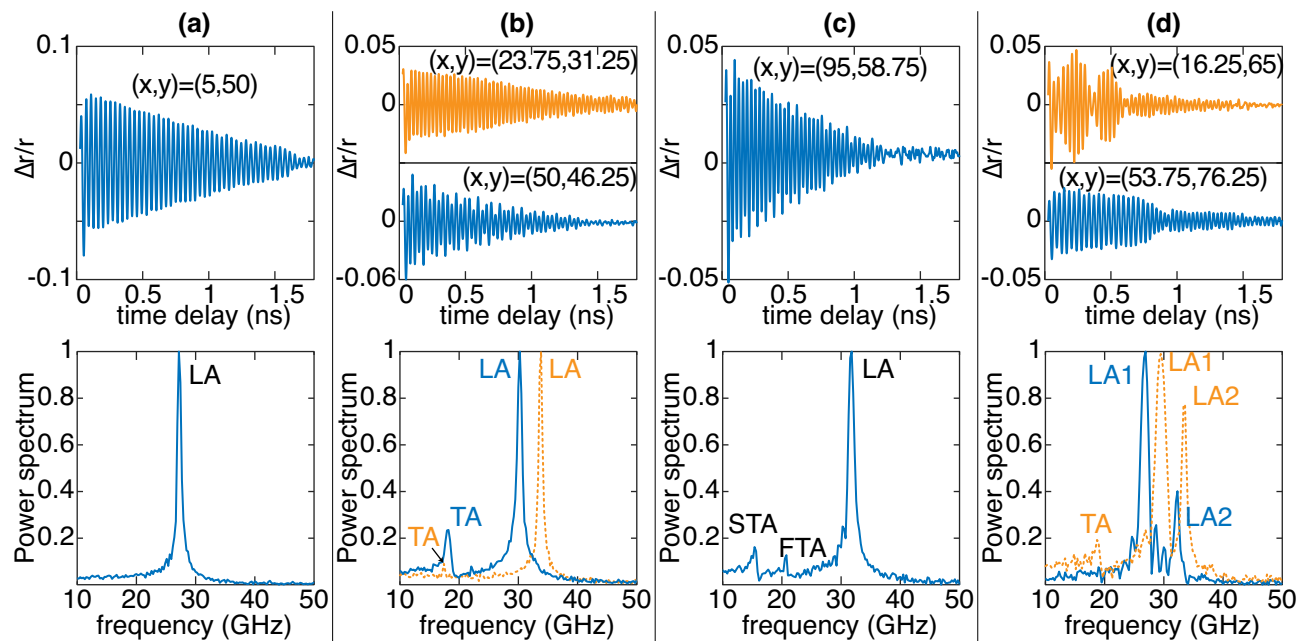 (a)
0.1
0
-0.1
Δr/r
(x,y)=(5,50)
0 0.5 1 1.5
time delay (ns)
1
0.8
0.6
0.4
0.2
Power spectrum
LA
10 20 30 40 50
frequency (GHz)
(b)
0.05
0
0
-0.06
Δr/r
(x,y)=(23.75,31.25)
(x,y)=(50,46.25)
0 0.5 1 1.5
time delay (ns)
1
0.8
0.6
0.4
0.2
Power spectrum
LA LA
TA TA
10 20 30 40 50
frequency (GHz)
(c)
0.05
0
-0.05
Δr/r
(x,y)=(95,58.75)
0 0.5 1 1.5
time delay (ns)
1
0.8
0.6
0.4
0.2
Power spectrum
LA
STA
FTA
10 20 30 40 50
frequency (GHz)
(d)
0.05
0
0
-0.05
Δr/r
(x,y)=(16.25,65)
(x,y)=(53.75,76.25)
0 0.5 1 1.5
time delay (ns)
1
0.8
0.6
0.4
0.2
Power spectrum
LA1 LA1
LA2
TA
LA2
10 20 30 40 50
frequency (GHz)